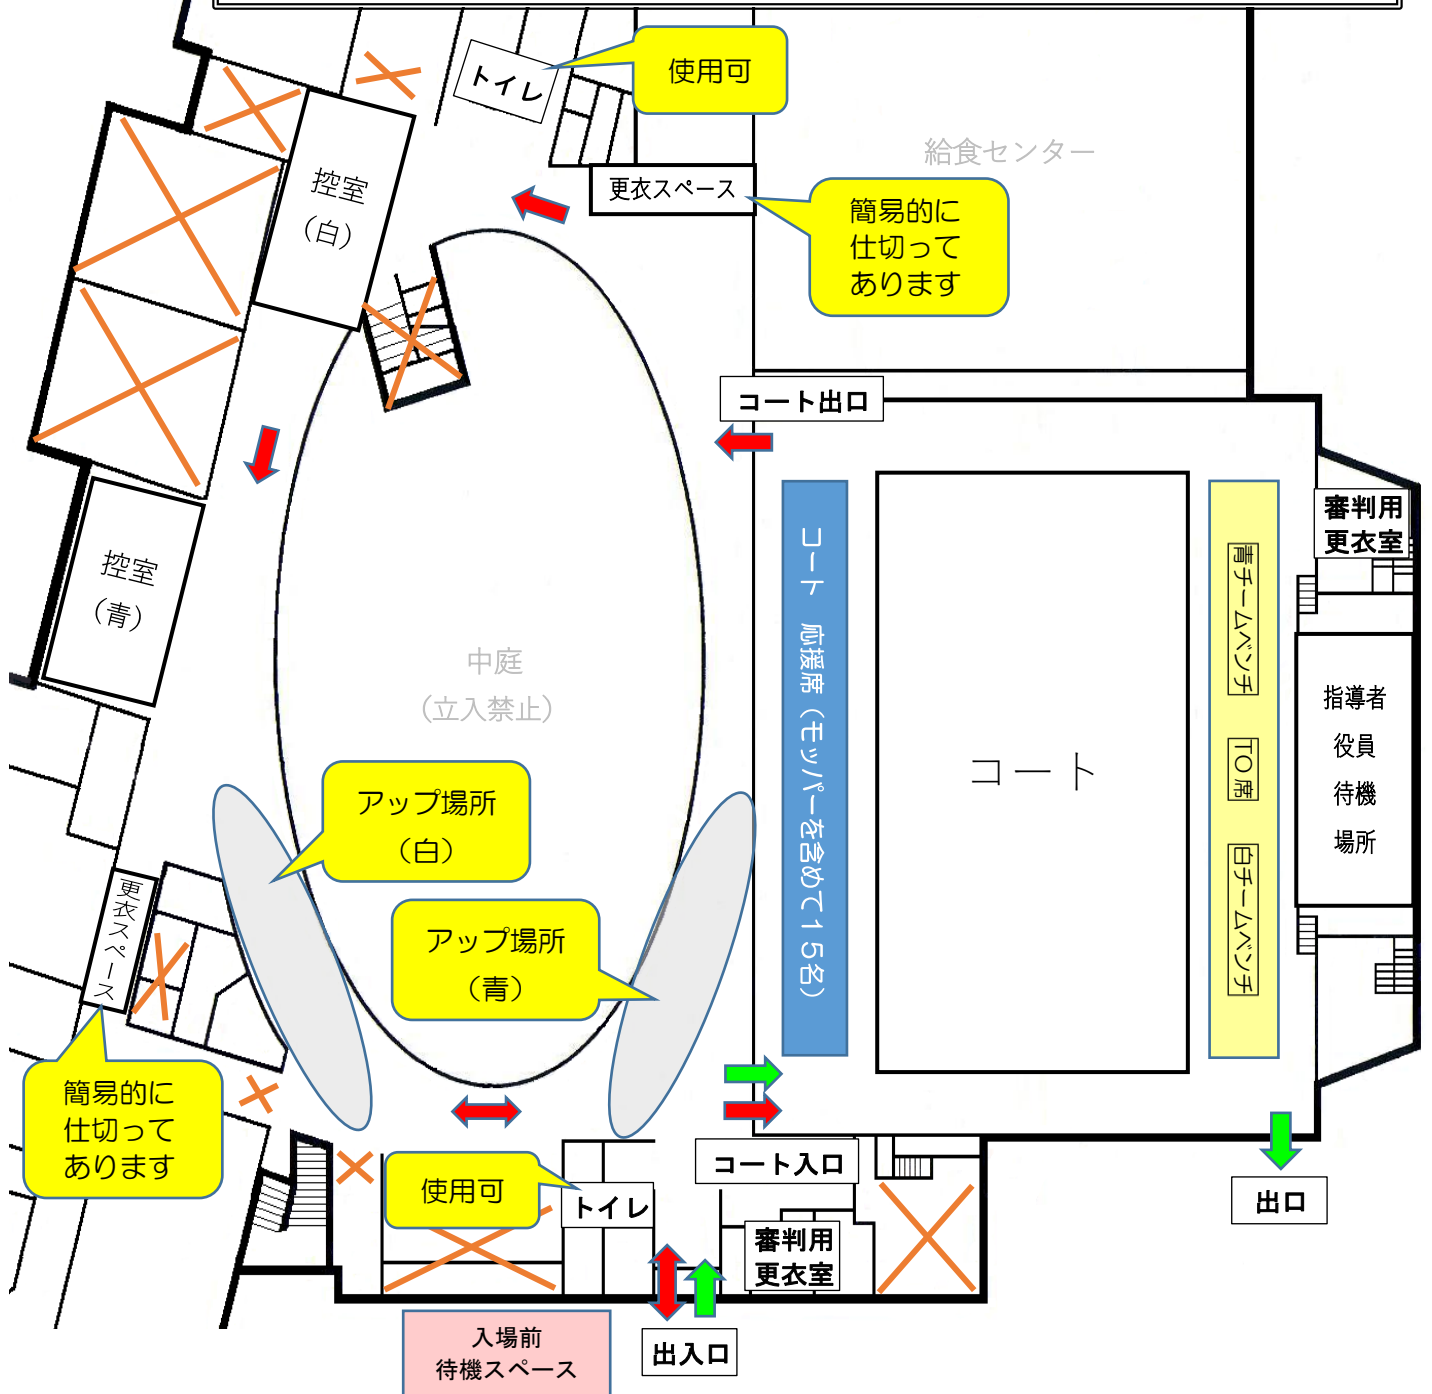 使用可
トイレ
給食センター
控室
（白）
更衣スペース
簡易的に
仕切って
あります
コート出口
審判用
更衣室
控室
（青）
コート　応援席（モッパーを含めて１５名）
青チームベンチ
TO席
白チームベンチ
指導者
役員
待機
場所
中庭
（立入禁止）
コート
アップ場所
（白）
アップ場所
（青）
更衣スペース
簡易的に
仕切って
あります
コート入口
使用可
トイレ
出口
審判用
更衣室
入場前
待機スペース
出入口